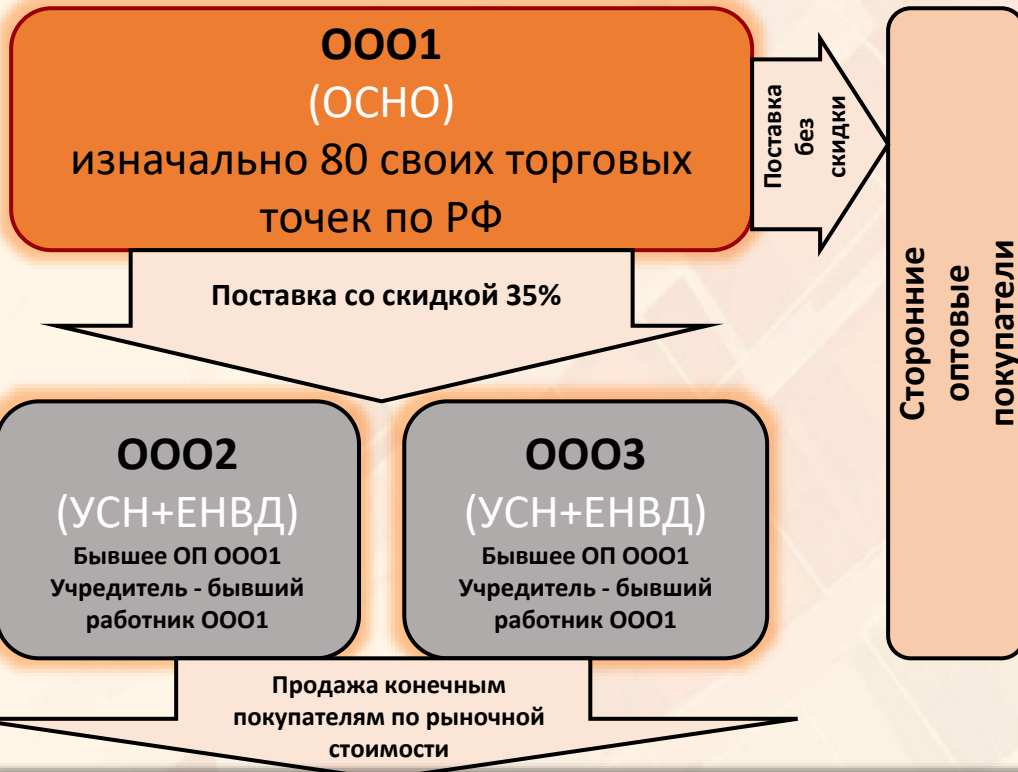 ООО1
(ОСНО)
изначально 80 своих торговых
точек по РФ
Поставка
без
скидки
Поставка со скидкой 35%
Сторонние
оптовые
покупатели
ООО2
(УСН+ЕНВД)
Бывшее ОП ООО1
Учредитель - бывший
работник ООО1
ООО3
(УСН+ЕНВД)
Бывшее ОП ООО1
Учредитель - бывший
работник ООО1
Продажа конечным
покупателям по рыночной
стоимости